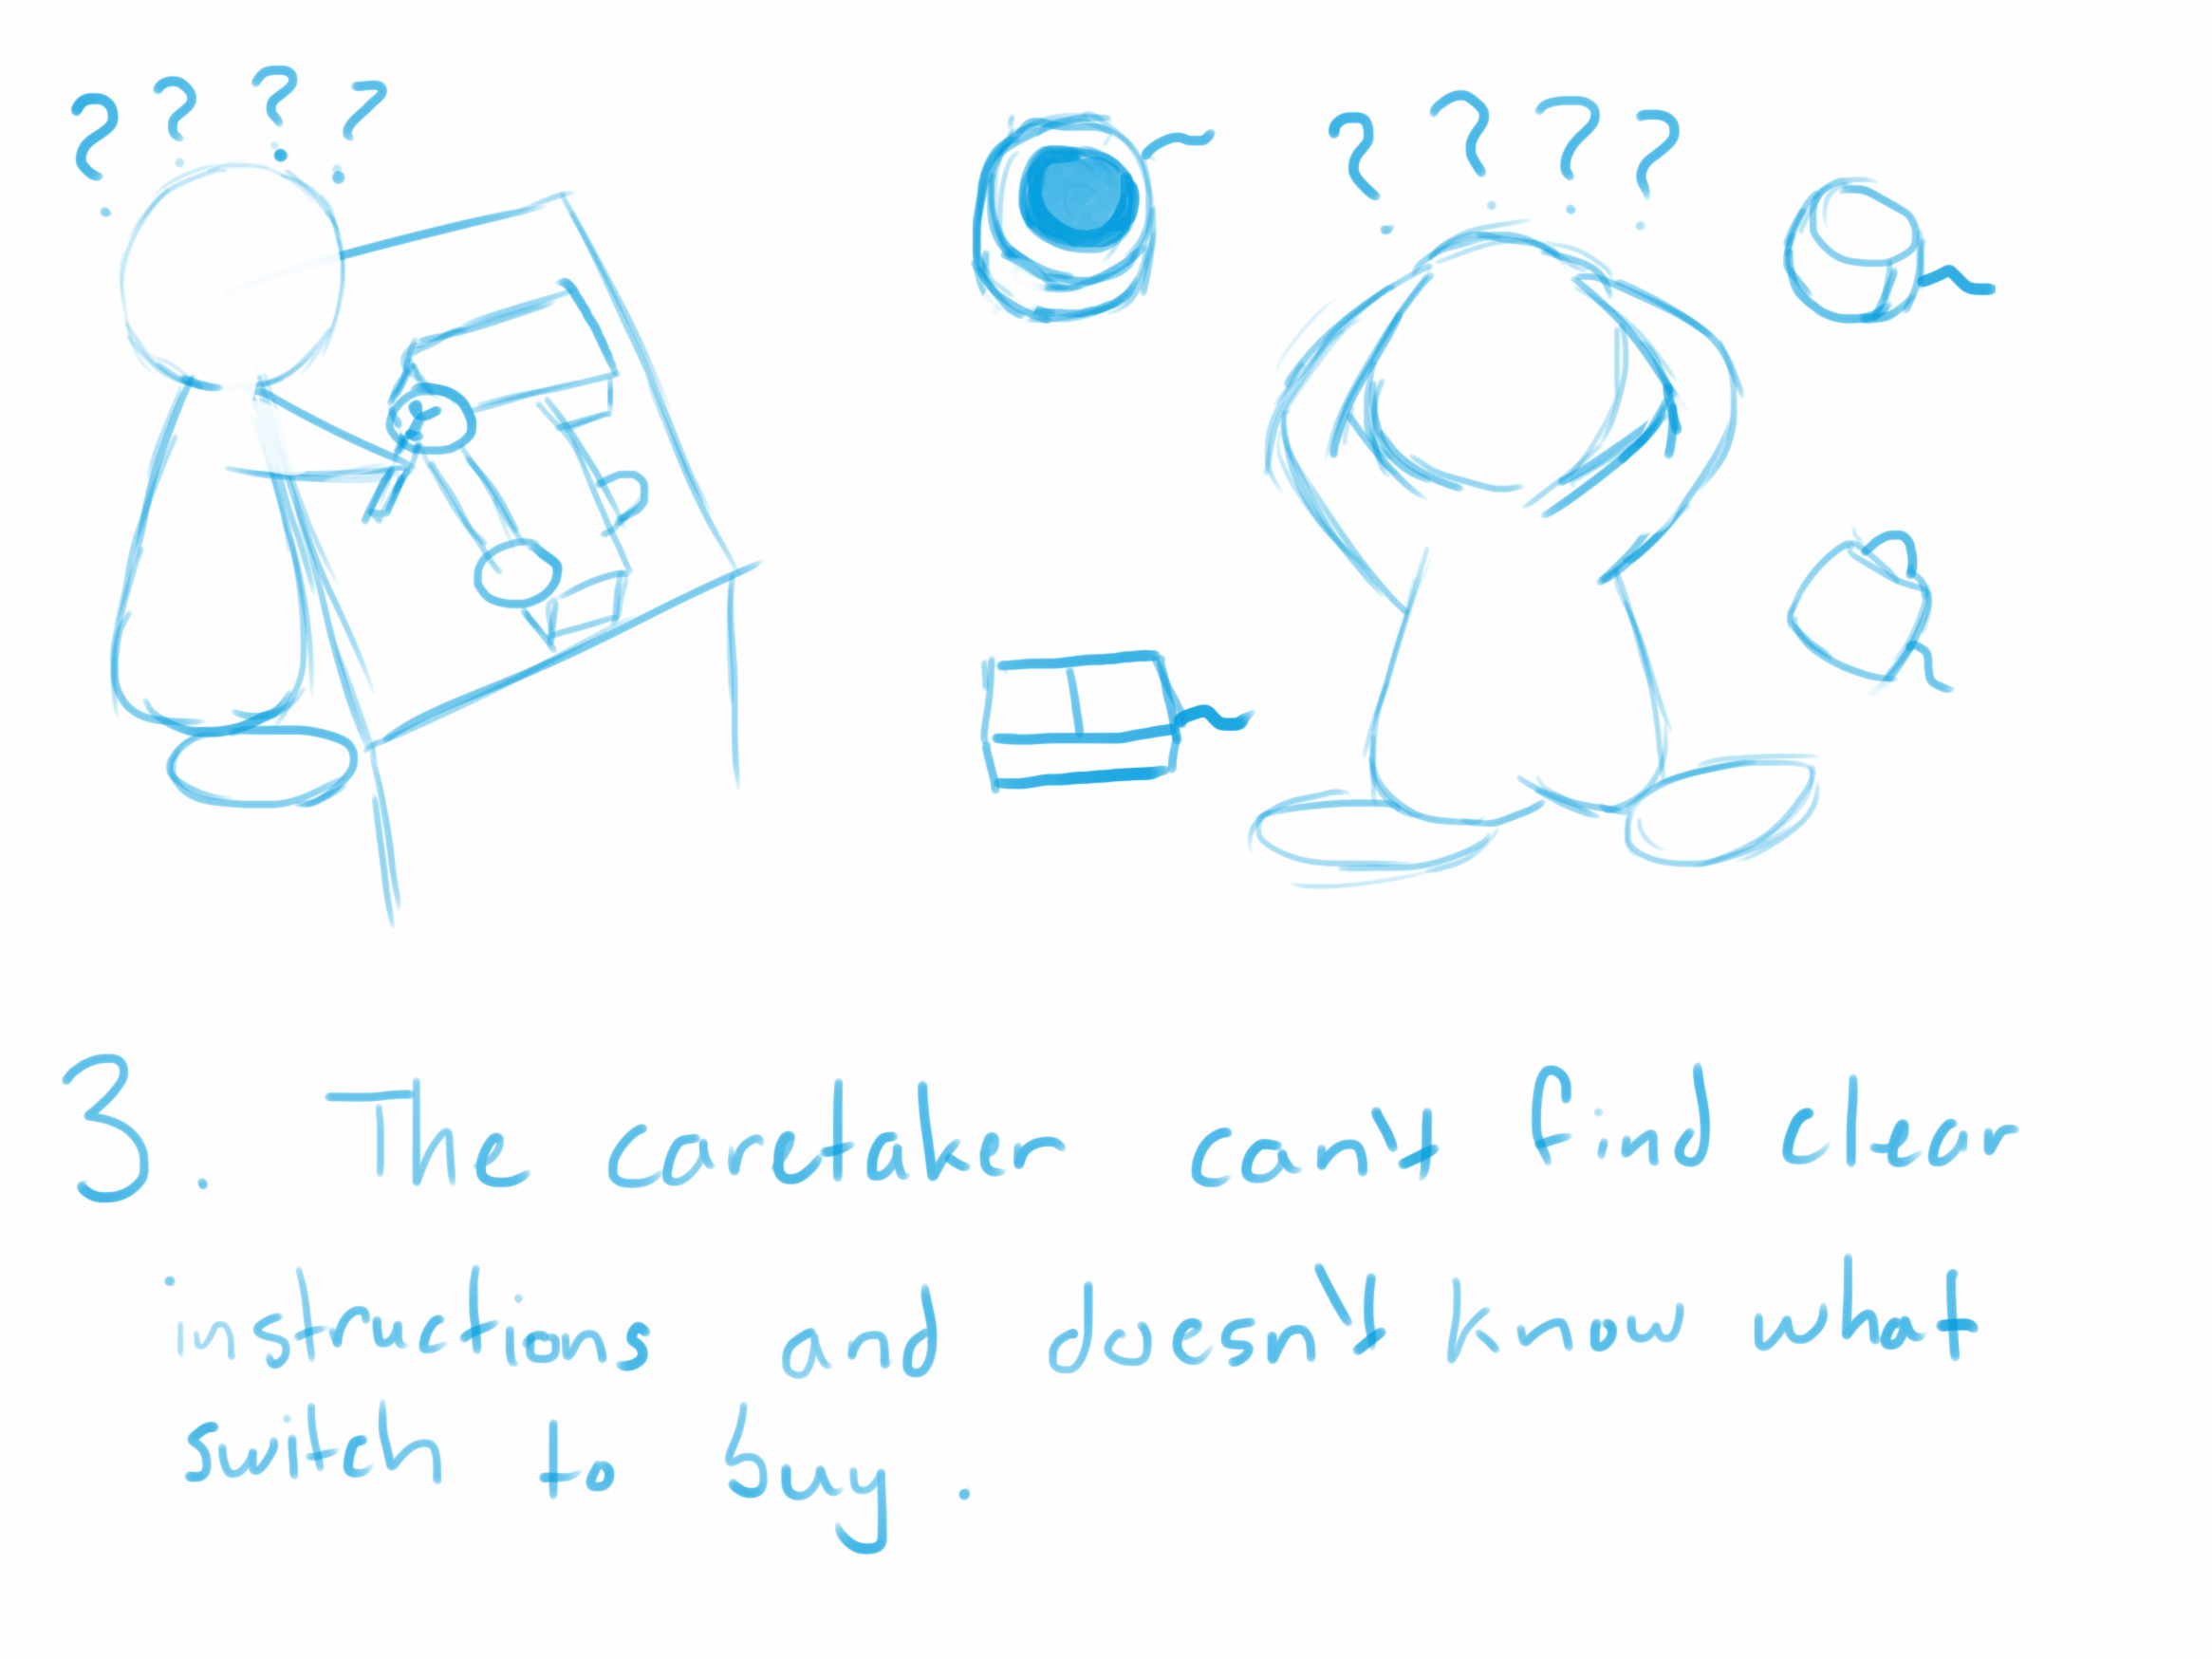 ? ? ? ?
? ? ? ?
3. The caretaker can't find clear
instructions and doesn't know what
switch to buy.